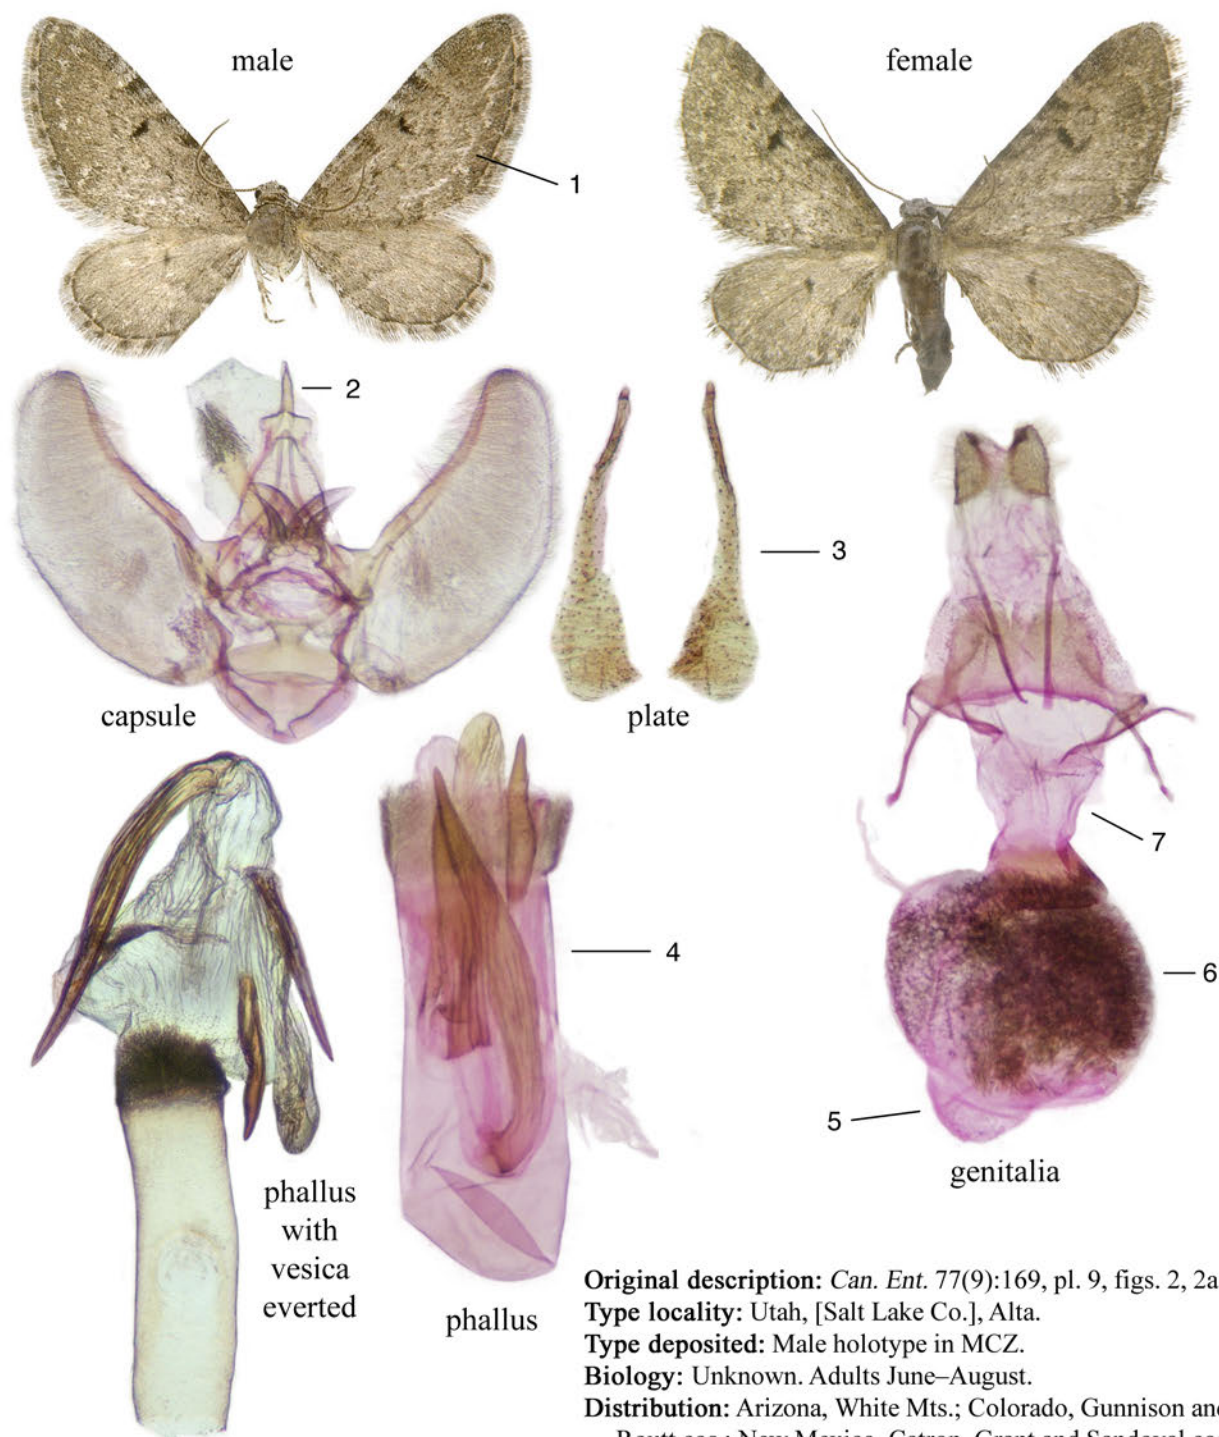 male
female
1
2
3
capsule
plate
7
4
6
5
genitalia
phallus
with
vesica
everted
phallus
Original description: Can. Ent. 77(9):169, pl. 9, figs. 2, 2a
Type locality: Utah, [Salt Lake Co.], Alta.
Type deposited: Male holotype in MCZ.
Biology: Unknown. Adults June–August.
Distribution: Arizona, White Mts.; Colorado, Gunnison and